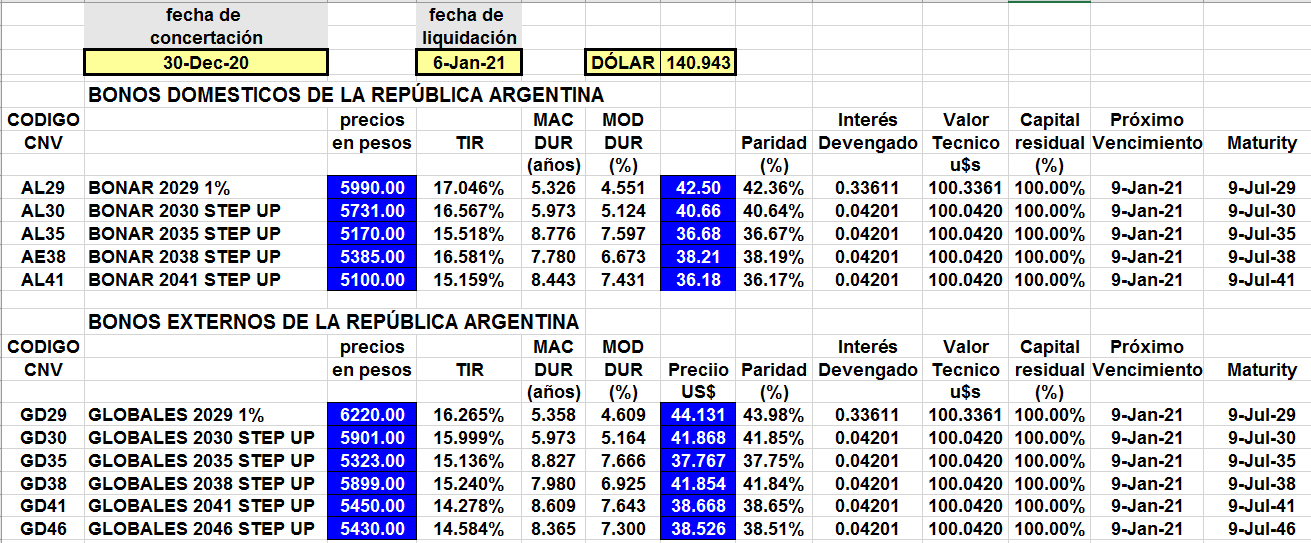 fecha de fecha de
concertación liquidación
30-Dec-20 6-Jan-21 DÓLAR 140.943
BONOS DOMESTICOS DE LA REPÚBLICA ARGENTINA
CODIGO precios MAC MOD Interés Valor Capital Próximo
CNV en pesos TIR DUR DUR Paridad Devengado Tecnico residual Vencimiento Maturity
(años) (%) (%) u$s (%)
AL29 BONAR 2029 1% 5990.00 17.046% 5.326 4.551 42.50 42.36% 0.33611 100.3361 100.00% 9-Jan-21 9-Jul-29
AL30 BONAR 2030 STEP UP 5731.00 16.567% 5.973 5.124 40.66 40.64% 0.04201 100.0420 100.00% 9-Jan-21 9-Jul-30
AL35 BONAR 2035 STEP UP 5170.00 15.518% 8.776 7.597 36.68 36.67% 0.04201 100.0420 100.00% 9-Jan-21 9-Jul-35
AE38 BONAR 2038 STEP UP 5385.00 16.581% 7.780 6.673 38.21 38.19% 0.04201 100.0420 100.00% 9-Jan-21 9-Jul-38
AL41 BONAR 2041 STEP UP 5100.00 15.159% 8.443 7.431 36.18 36.17% 0.04201 100.0420 100.00% 9-Jan-21 9-Jul-41
BONOS EXTERNOS DE LA REPÚBLICA ARGENTINA
CODIGO precios MAC MOD Interés Valor Capital Próximo
CNV en pesos TIR DUR DUR Preciio Paridad Devengado Tecnico residual Vencimiento Maturity
(años) (%) US$ (%) u$s (%)
GD29 GLOBALES 2029 1% 6220.00 16.265% 5.358 4.609 44.131 43.98% 0.33611 100.3361 100.00% 9-Jan-21 9-Jul-29
GD30 GLOBALES 2030 STEP UP 5901.00 15.999% 5.973 5.164 41.868 41.85% 0.04201 100.0420 100.00% 9-Jan-21 9-Jul-30
GD35 GLOBALES 2035 STEP UP 5323.00 15.136% 8.827 7.666 37.767 37.75% 0.04201 100.0420 100.00% 9-Jan-21 9-Jul-35
GD38 GLOBALES 2038 STEP UP 5899.00 15.240% 7.980 6.925 41.854 41.84% 0.04201 100.0420 100.00% 9-Jan-21 9-Jul-38
GD41 GLOBALES 2041 STEP UP 5450.00 14.278% 8.609 7.643 38.668 38.65% 0.04201 100.0420 100.00% 9-Jan-21 9-Jul-41
GD46 GLOBALES 2046 STEP UP 5430.00 14.584% 8.365 7.300 38.526 38.51% 0.04201 100.0420 100.00% 9-Jan-21 9-Jul-46